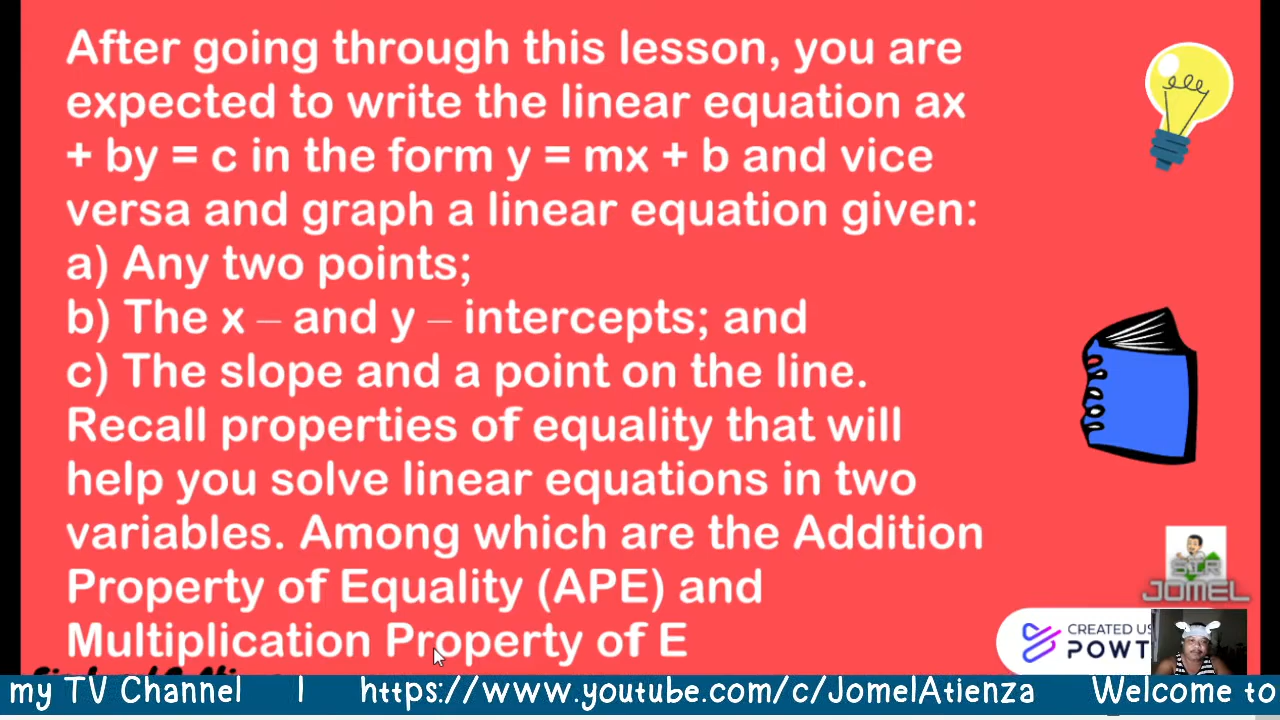 After going through this lesson, you are
expected to write the linear equation ax
+ by = c in the form y = mx + b and vice
versa and graph a linear equation given:
a) Any two points;
b) The x – and y – intercepts; and
c) The slope and a point on the line.
Recall properties of equality that will
help you solve linear equations in two
variables. Among which are the Addition
Property of Equality (APE) and
Multiplication Property of E
SIR
JOMEL
CREATED US
POWT
my TV Channel | https://www.youtube.com/c/JomelAtienza Welcome to